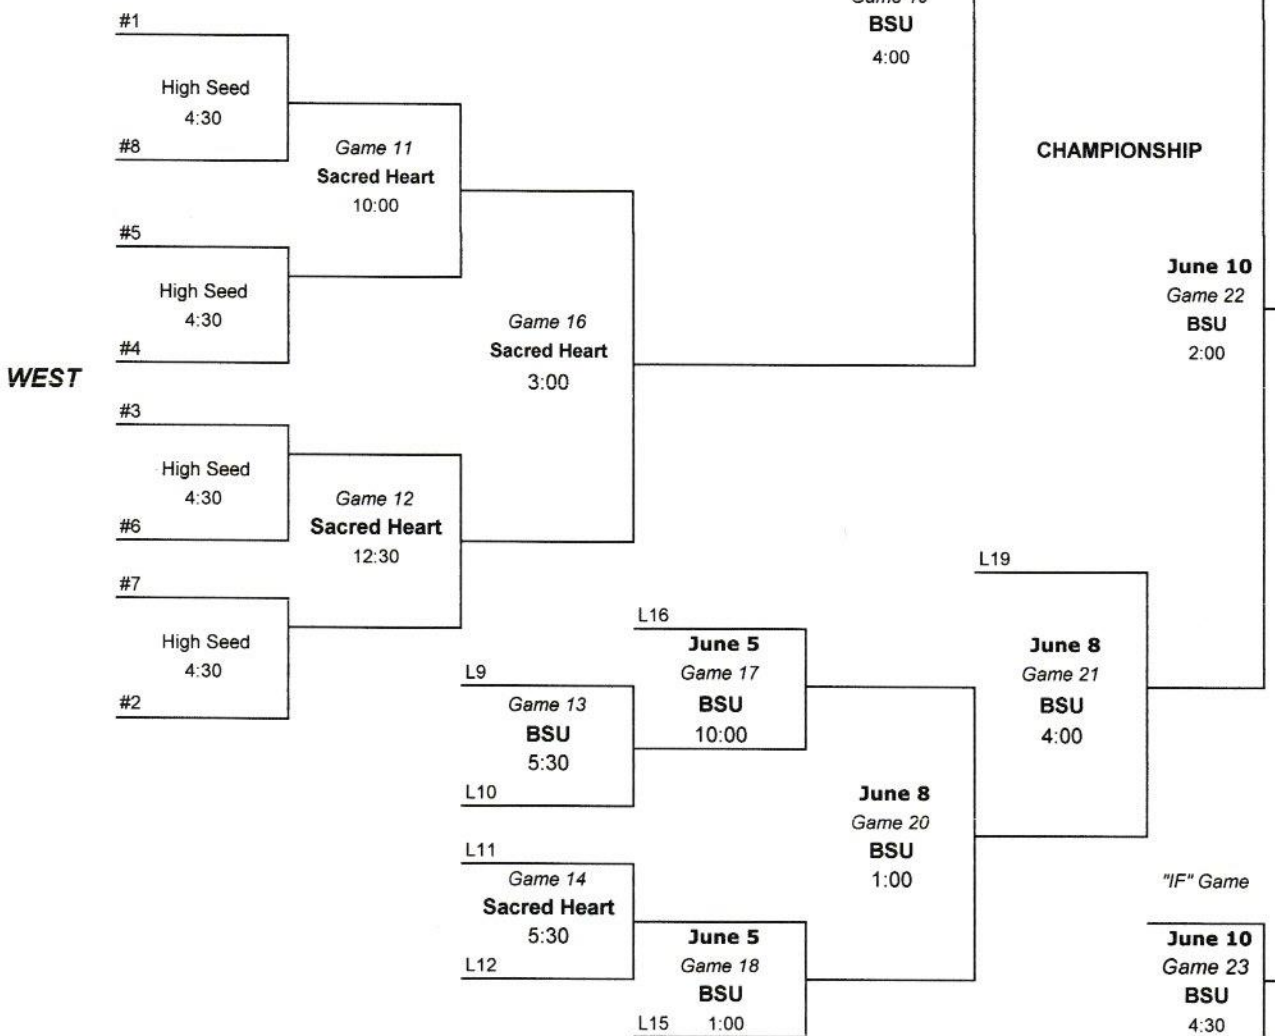 Game 19
BSU
4:00
#1
High Seed
4:30
#8
Game 11
Sacred Heart
10:00
CHAMPIONSHIP
#5
High Seed
4:30
#4
June 10
Game 22
BSU
2:00
Game 16
Sacred Heart
3:00
WEST
#3
High Seed
4:30
#6
Game 12
Sacred Heart
12:30
#7
High Seed
4:30
#2
L19
L16
June 5
Game 17
BSU
10:00
June 8
Game 21
BSU
4:00
L9
Game 13
BSU
5:30
L10
June 8
Game 20
BSU
1:00
L11
Game 14
Sacred Heart
5:30
L12
"IF" Game
June 5
Game 18
BSU
L15 1:00
June 10
Game 23
BSU
4:30